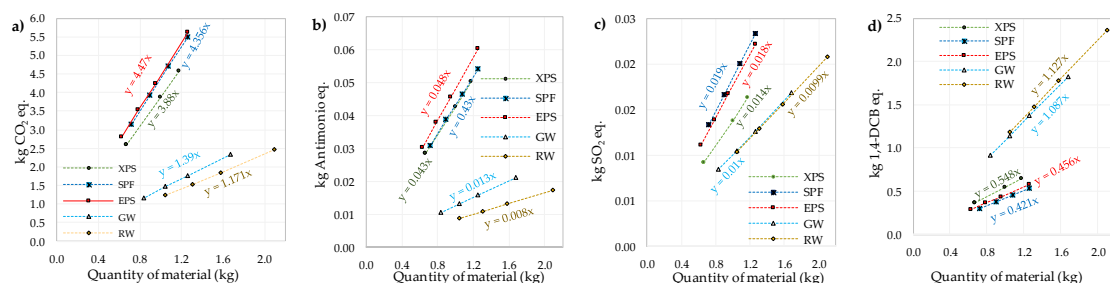 a)
kg CO2 eq.
6.0
5.5
5.0
4.5
4.0
3.5
3.0
2.5
2.0
1.5
1.0
0.5
0.0
y = 4.47x
y = 4.356x
y = 3.88x
y = 1.39x
y = 1.171x
XPS
SPF
EPS
GW
RW
0.0 0.4 0.8 1.2 1.6 2.0
Quantity of material (kg)
b)
kg Antimonio eq.
0.07
0.06
0.05
0.04
0.03
0.02
0.01
0.00
y = 0.048x
y = 0.43x
y = 0.043x
y = 0.013x
y = 0.008x
XPS
SPF
EPS
GW
RW
0.0 0.4 0.8 1.2 1.6 2.0
Quantity of material (kg)
c)
kg SO2 eq.
0.03
0.02
0.02
0.01
0.01
0.00
y = 0.019x
y = 0.018x
y = 0.014x
y = 0.0099x
y = 0.01x
XPS
SPF
EPS
GW
RW
0.0 0.4 0.8 1.2 1.6 2.0
Quantity of material (kg)
d)
kg 1,4-DCB eq.
2.5
2.0
1.5
1.0
0.5
0.0
XPS
SPF
EPS
GW
RW
y = 1.127x
y = 1.087x
y = 0.548x
y = 0.456x
y = 0.421x
0.0 0.4 0.8 1.2 1.6 2.0
Quantity of material (kg)